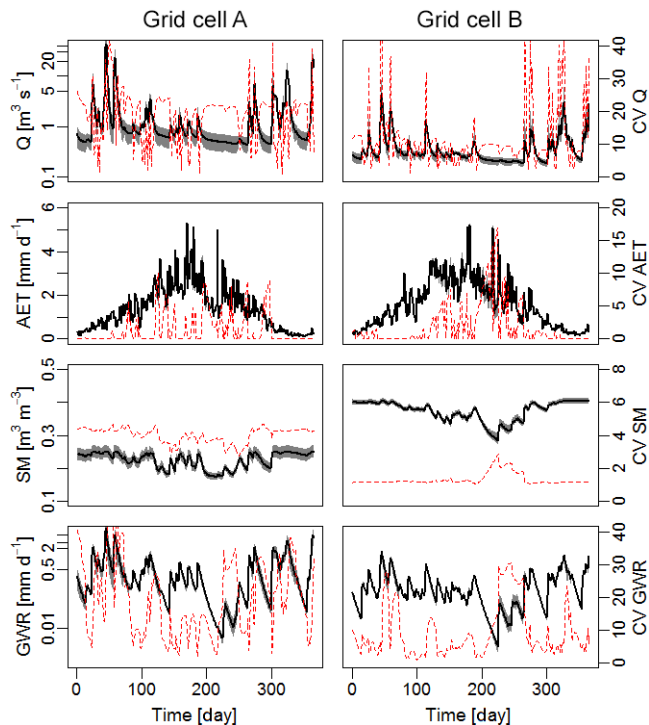 Grid cell A
Grid cell B
Q [m³ s⁻¹]
0.1 1 5 20
0 10 20 30 40
CV Q
AET [mm d⁻¹]
0 2 4 6
0 5 10 15 20
CV AET
SM [m³ m⁻³]
0.1 0.3 0.5
0 2 4 6 8
CV SM
GWR [mm d⁻¹]
0.01 0.5 2
0 10 20 30 40
CV GWR
0 100 200 300
0 100 200 300
Time [day]
Time [day]